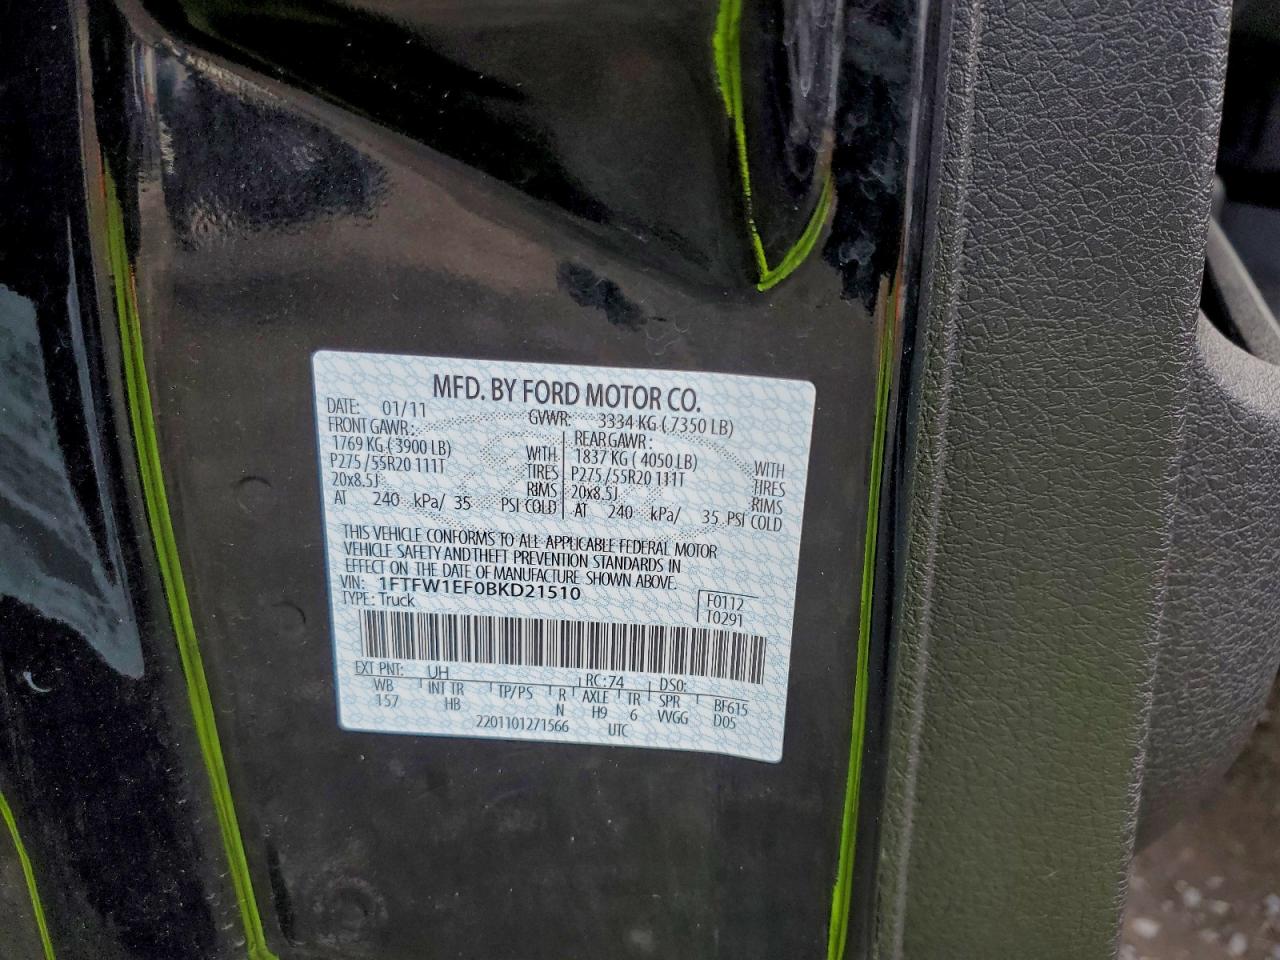 MFD. BY FORD MOTOR CO.
DATE: 01/11 GVWR: 3334 KG (7350 LB)
FRONT GAWR: REAR GAWR:
1769 KG (3900 LB) WITH 1837 KG (4050 LB) WITH
P275/55R20 111T TIRES P275/55R20 111T TIRES
20x8.5J RIMS 20x8.5J RIMS
AT 240 kPa/ 35 PSI COLD AT 240 kPa/ 35 PSI COLD
THIS VEHICLE CONFORMS TO ALL APPLICABLE FEDERAL MOTOR
VEHICLE SAFETY AND THEFT PREVENTION STANDARDS IN
EFFECT ON THE DATE OF MANUFACTURE SHOWN ABOVE.
VIN: 1FTFW1EF0BKD21510 F0112
TYPE: Truck T0291
EXT PNT: UH RC: 74 DSO:
WB INT TR TP/PS R AXLE TR SPR BF615
157 HB N H9 6 WGG D05
2201101271566 UTC